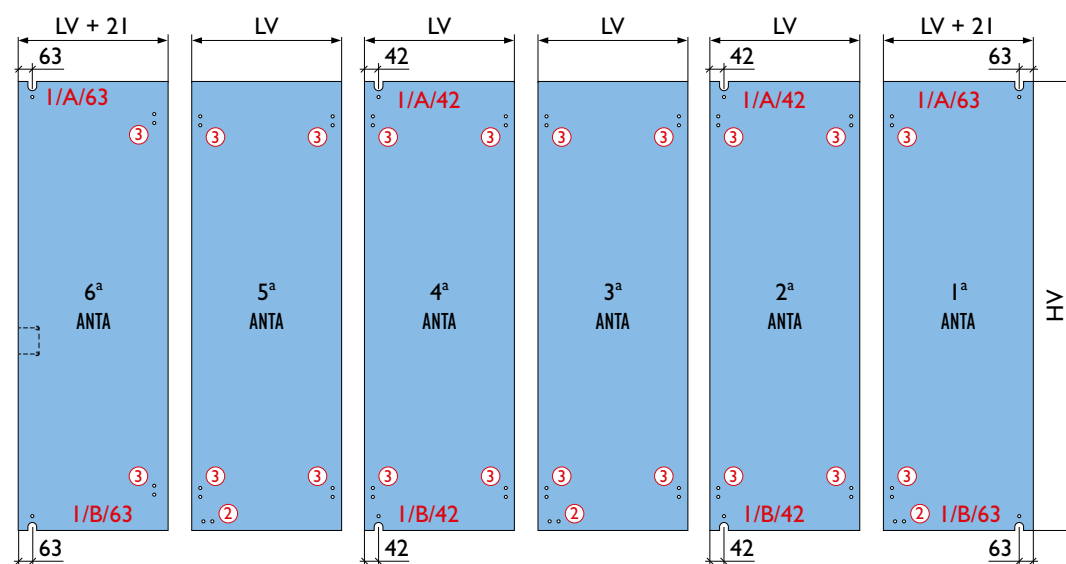 LV + 21 LV LV LV LV LV + 21
63 42 42 63
1/A/63 1/A/42 1/A/42 1/A/63
3 3 3 3 3 3 3 3 3 3
6ª 5ª 4ª 3ª 2ª 1ª
ANTA ANTA ANTA ANTA ANTA ANTA
HV
3 3 3 3 3 3 3 3 3 3
1/B/63 2 1/B/42 2 1/B/42 2 1/B/63
63 42 42 63